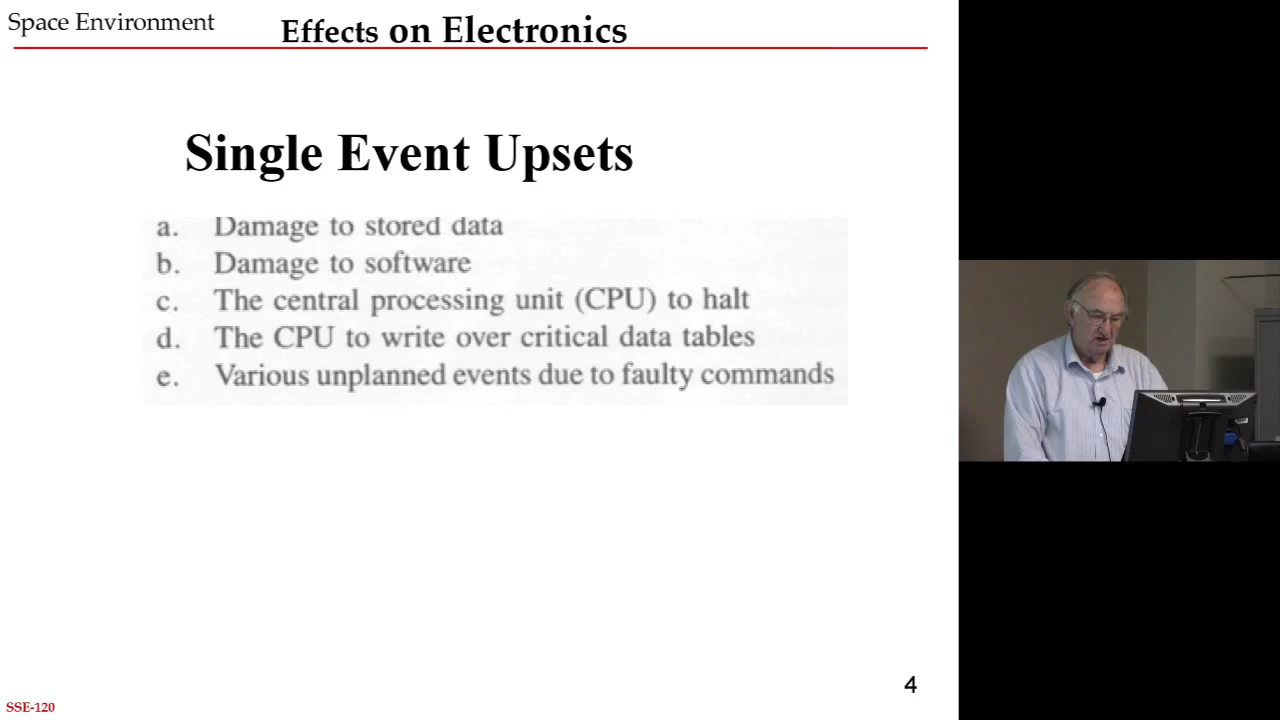 Space Environment
Effects on Electronics
Single Event Upsets
a. Damage to stored data
b. Damage to software
c. The central processing unit (CPU) to halt
d. The CPU to write over critical data tables
e. Various unplanned events due to faulty commands
4
SSE-120